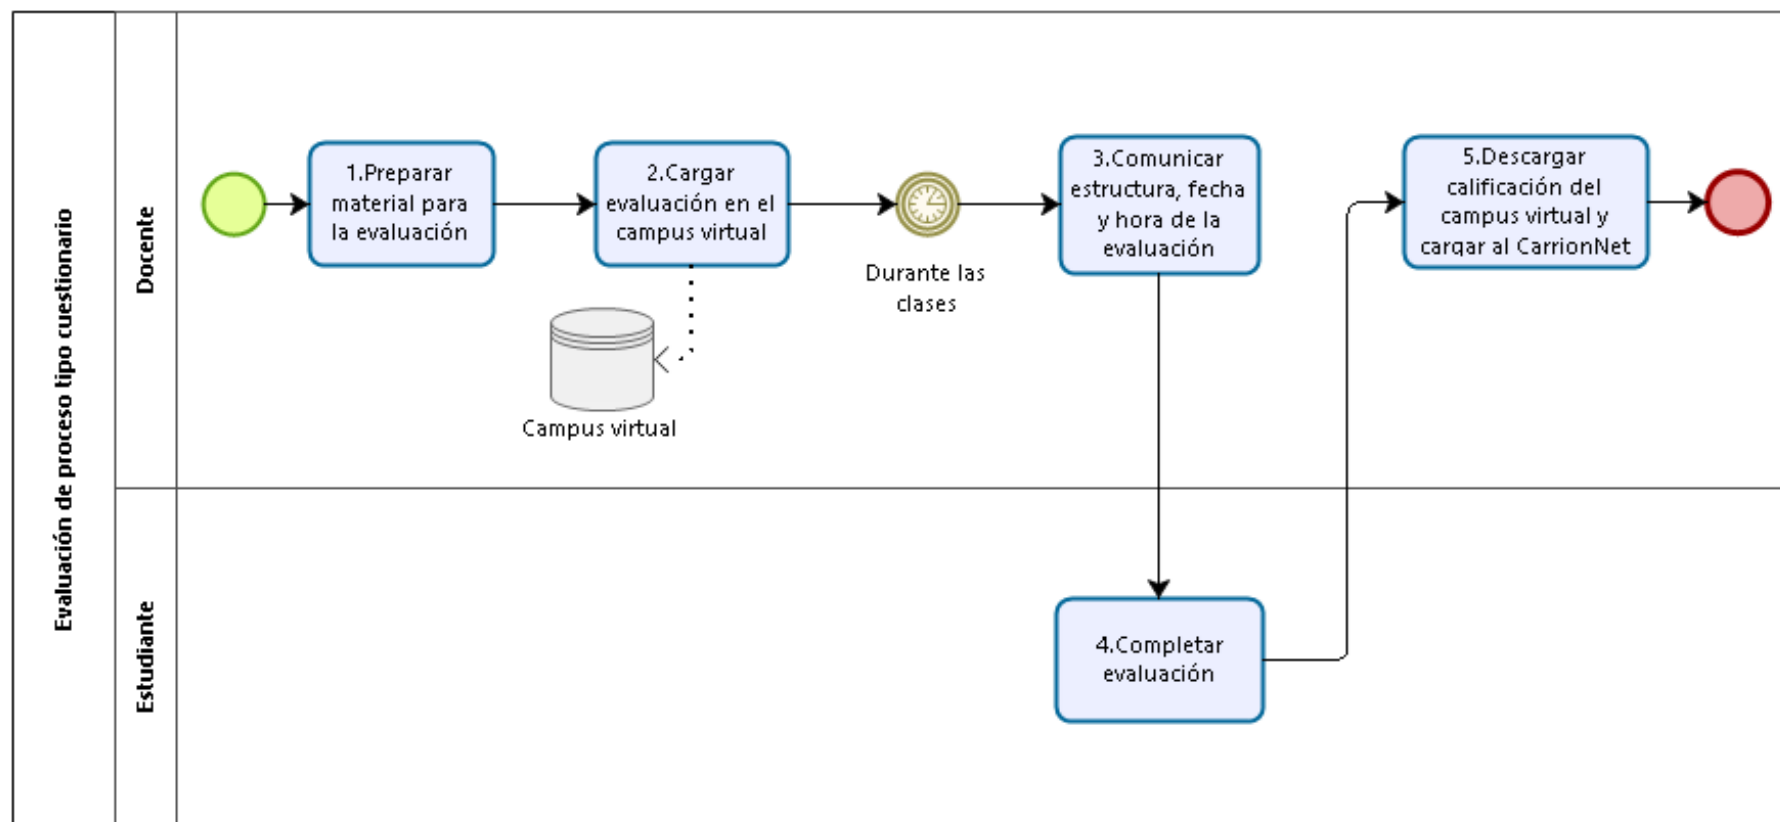 Evaluación de proceso tipo cuestionario
Docente
1.Preparar
material para
la evaluación
2.Cargar
evaluación en el
campus virtual
Campus virtual
Durante las
clases
3.Comunicar
estructura, fecha
y hora de la
evaluación
5.Descargar
calificación del
campus virtual y
cargar al CarrionNet
Estudiante
4.Completar
evaluación